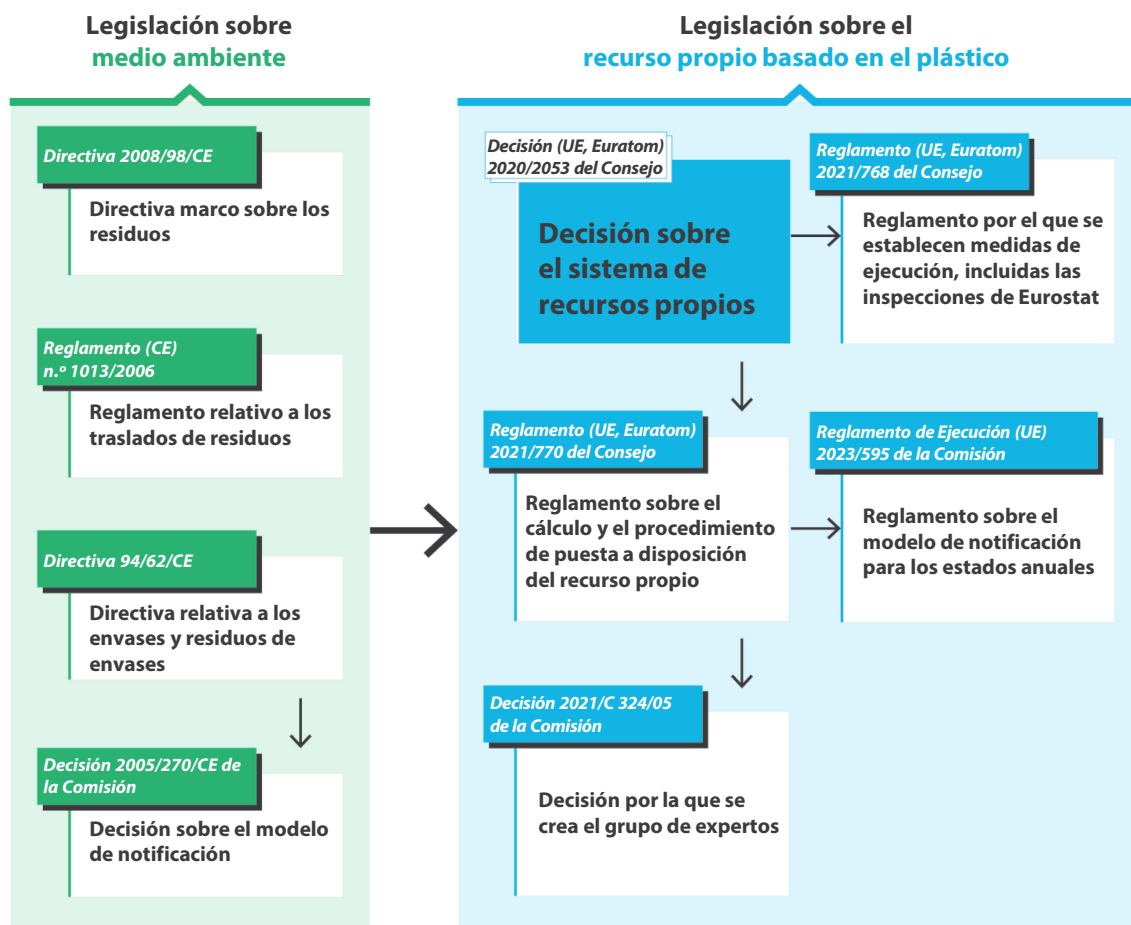 Legislación sobre
medio ambiente
Directiva 2008/98/CE
Directiva marco sobre los
residuos
Reglamento (CE)
n.º 1013/2006
Reglamento relativo a los
traslados de residuos
Directiva 94/62/CE
Directiva relativa a los
envases y residuos de
envases
Decisión 2005/270/CE de
la Comisión
Decisión sobre el modelo
de notificación
Legislación sobre el
recurso propio basado en el plástico
Decisión (UE, Euratom)
2020/2053 del Consejo
Decisión sobre
el sistema de
recursos propios
Reglamento (UE, Euratom)
2021/768 del Consejo
Reglamento por el que se
establecen medidas de
ejecución, incluidas las
inspecciones de Eurostat
Reglamento (UE, Euratom)
2021/770 del Consejo
Reglamento sobre el
cálculo y el procedimiento
de puesta a disposición
del recurso propio
Reglamento de Ejecución (UE)
2023/595 de la Comisión
Reglamento sobre el
modelo de notificación
para los estados anuales
Decisión 2021/C 324/05
de la Comisión
Decisión por la que se
crea el grupo de expertos